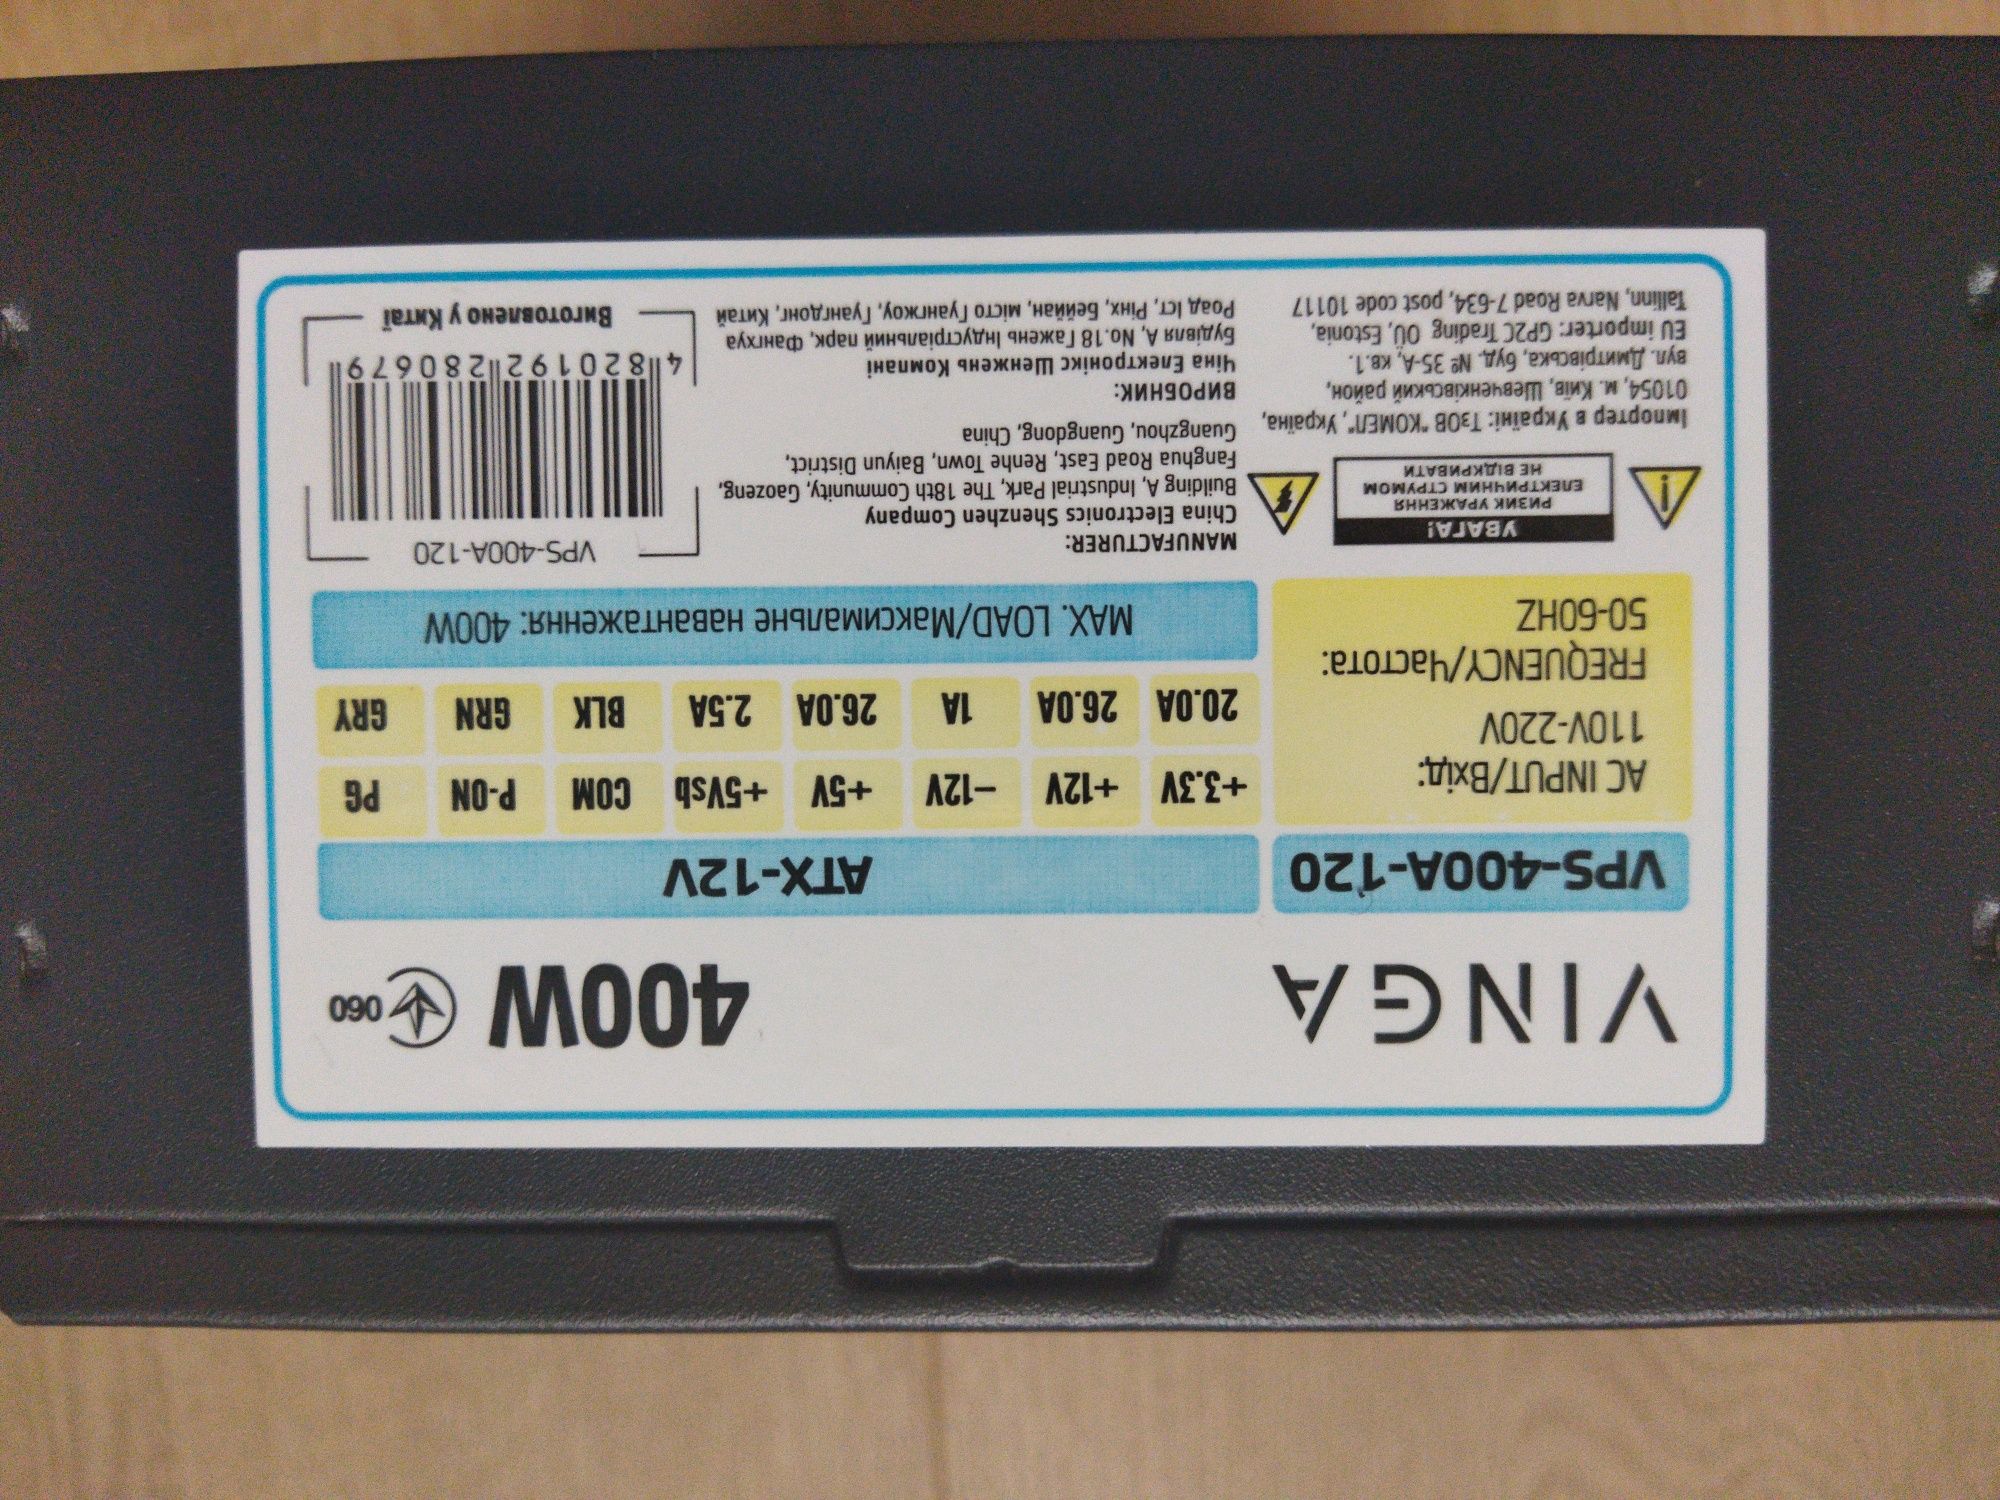 VINGA
400W
060
VPS-400A-120
ATX-12V
AC INPUT/Вхід:
110V-220V
FREQUENCY/Частота:
50-60HZ
+3.3V +12V -12V +5V +5Vsb COM P-ON PG
20.0A 26.0A 1A 26.0A 2.5A BLK GRN GRY
MAX. LOAD/Максимальне навантаження: 400W
УВАГА!
РИЗИК УРАЖЕННЯ
ЕЛЕКТРИЧНИМ СТРУМОМ
НЕ ВІДКРИВАТИ
Імпортер в Україні: ТзОВ "КОМЕЛ", Україна,
01054, м. Київ, Шевченківський район,
вул. Дмитрівська, буд. № 35-А, кв.1.
EU importer: GP2C Trading OÜ, Estonia,
Tallinn, Narva Road 7-634, post code 10117
MANUFACTURER:
China Electronics Shenzhen Company
Building A, Industrial Park, The 18th Community, Gaozeng,
Fanghua Road East, Renhe Town, Baiyun District,
Guangzhou, Guangdong, China
ВИРОБНИК:
Чіна Електронікс Шенжень Компані
Будівля А, No.18 Гажень Індустріальний парк, Фангхуа
Роад Іст, Рінх, Беййан, місто Гуангжоу, Гуангдонг, Китай
VPS-400A-120
4 820192 280679
Виготовлено у Китаї